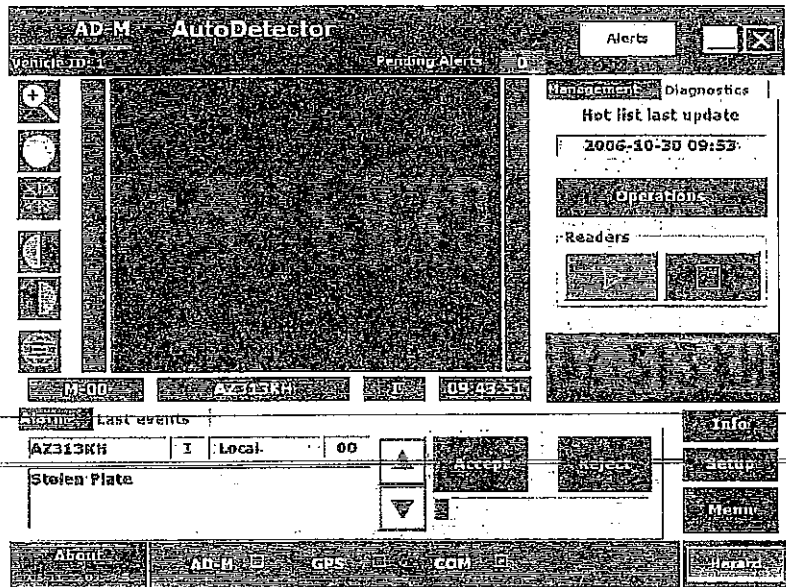 AD-M AutoDetector Alerts
Vehicle ID: 1 Pending Alerts 0
Management Diagnostics
Hot list last update
2006-10-30 09:53
Operations
Readers
M-00 AZ313KH I 09:43:51
Alarms Last events
AZ313KH I Local 00
Accept Reject
Stolen Plate
Info
Setup
Menu
About AD-M GPS COM Hazard